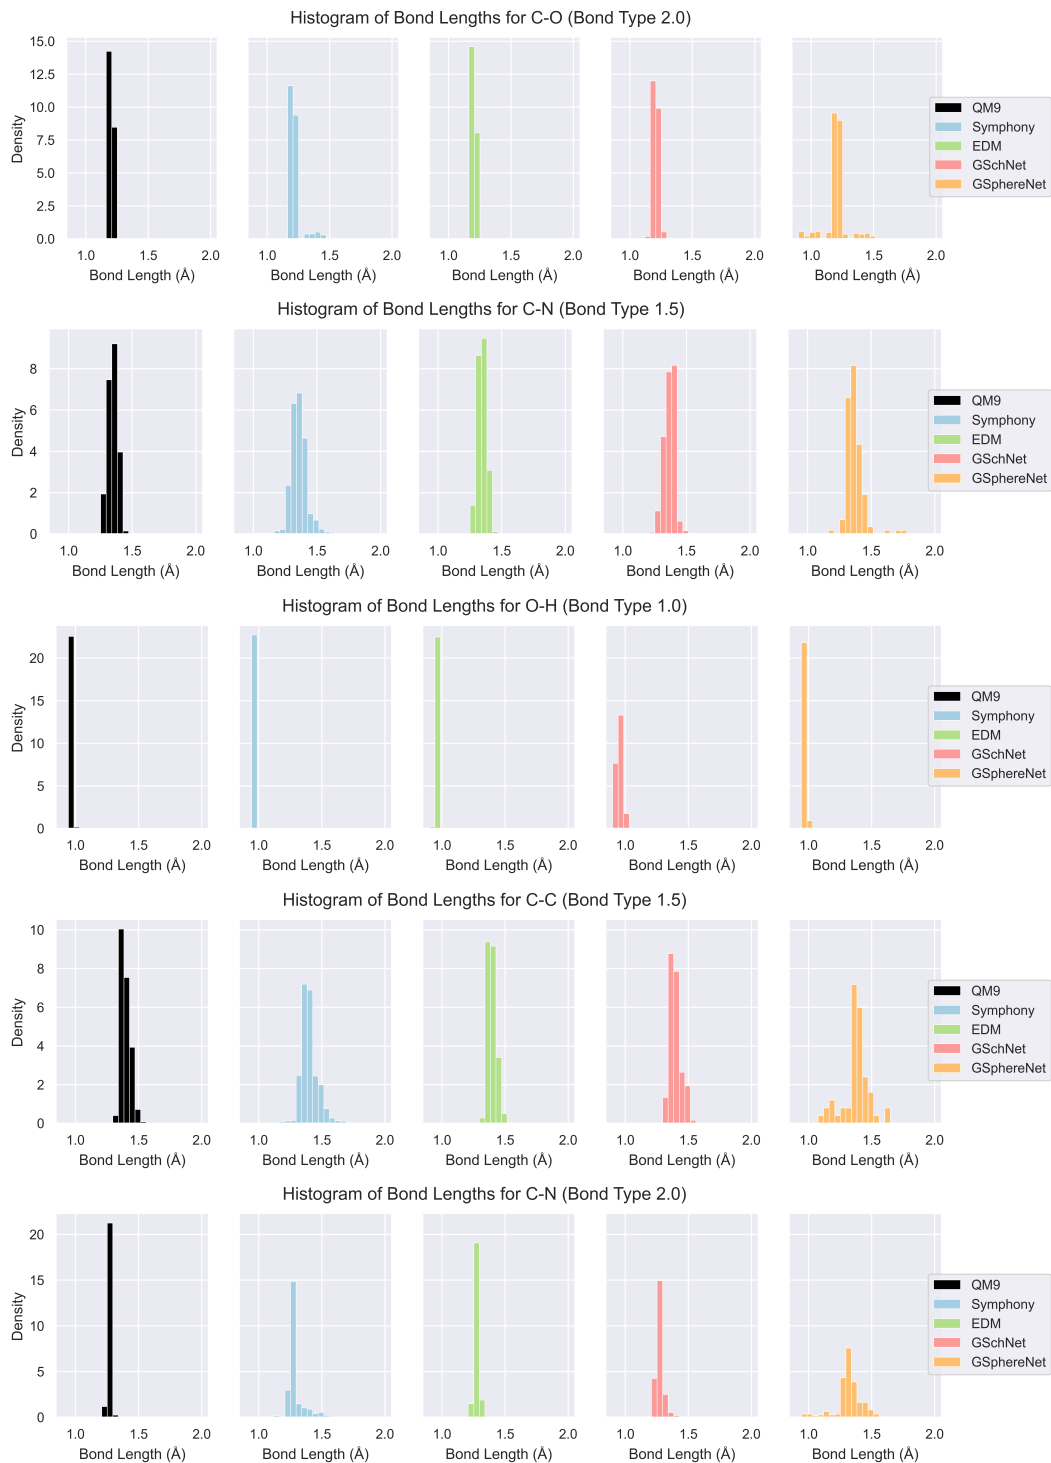 Histogram of Bond Lengths for C-O (Bond Type 2.0)
15.0
12.5
10.0
7.5
5.0
2.5
0.0
Density
1.0 1.5 2.0 1.0 1.5 2.0 1.0 1.5 2.0 1.0 1.5 2.0 1.0 1.5 2.0
Bond Length (Å) Bond Length (Å) Bond Length (Å) Bond Length (Å) Bond Length (Å)
QM9
Symphony
EDM
GSchNet
GSphereNet
Histogram of Bond Lengths for C-N (Bond Type 1.5)
8
6
4
2
0
Density
1.0 1.5 2.0 1.0 1.5 2.0 1.0 1.5 2.0 1.0 1.5 2.0 1.0 1.5 2.0
Bond Length (Å) Bond Length (Å) Bond Length (Å) Bond Length (Å) Bond Length (Å)
QM9
Symphony
EDM
GSchNet
GSphereNet
Histogram of Bond Lengths for O-H (Bond Type 1.0)
20
15
10
5
0
Density
1.0 1.5 2.0 1.0 1.5 2.0 1.0 1.5 2.0 1.0 1.5 2.0 1.0 1.5 2.0
Bond Length (Å) Bond Length (Å) Bond Length (Å) Bond Length (Å) Bond Length (Å)
QM9
Symphony
EDM
GSchNet
GSphereNet
Histogram of Bond Lengths for C-C (Bond Type 1.5)
10
8
6
4
2
0
Density
1.0 1.5 2.0 1.0 1.5 2.0 1.0 1.5 2.0 1.0 1.5 2.0 1.0 1.5 2.0
Bond Length (Å) Bond Length (Å) Bond Length (Å) Bond Length (Å) Bond Length (Å)
QM9
Symphony
EDM
GSchNet
GSphereNet
Histogram of Bond Lengths for C-N (Bond Type 2.0)
20
15
10
5
0
Density
1.0 1.5 2.0 1.0 1.5 2.0 1.0 1.5 2.0 1.0 1.5 2.0 1.0 1.5 2.0
Bond Length (Å) Bond Length (Å) Bond Length (Å) Bond Length (Å) Bond Length (Å)
QM9
Symphony
EDM
GSchNet
GSphereNet